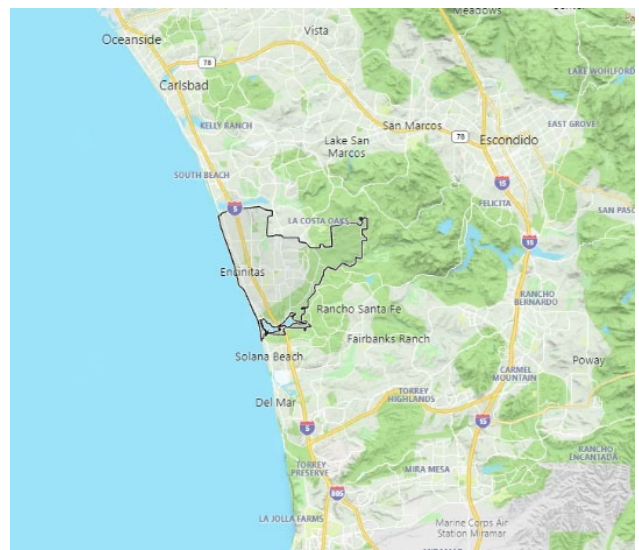 Meadows
Vista
Oceanside
78
Carlsbad
LAKE WOHLFORD
KELLY RANCH
San Marcos
EAST GROVE
78
Escondido
Lake San
Marcos
SOUTH BEACH
15
5
FELICITA
LA COSTA OAKS
SAN PASQ
15
Encinitas
RANCHO
BERNARDO
Rancho Santa Fe
Fairbanks Ranch
Solana Beach
Poway
CARMEL
MOUNTAIN
TORREY
HIGHLANDS
Del Mar
15
5
RANCHO
ENCANTADA
TORREY
PRESERVE
MIRA MESA
805
LA JOLLA FARMS
Marine Corps Air
Station Miramar